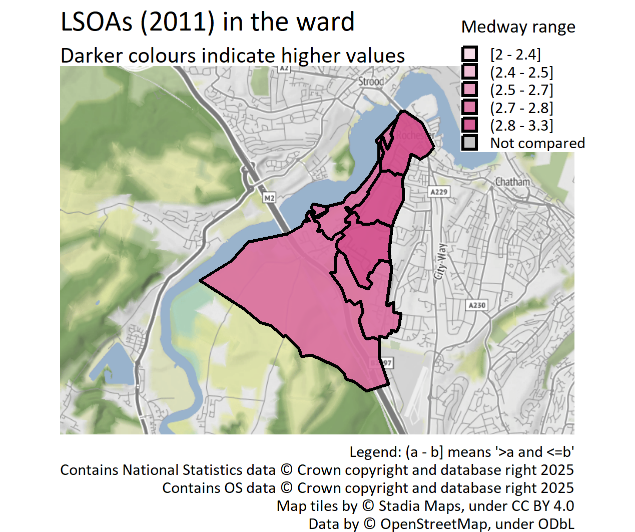 LSOAs (2011) in the ward
Darker colours indicate higher values
Medway range
[2 - 2.4]
(2.4 - 2.5]
(2.5 - 2.7]
(2.7 - 2.8]
(2.8 - 3.3]
Not compared
A2
Strood
M2
A229
Chatham
City Way
A230
Legend: (a - b] means '>a and <=b'
Contains National Statistics data © Crown copyright and database right 2025
Contains OS data © Crown copyright and database right 2025
Map tiles by © Stadia Maps, under CC BY 4.0
Data by © OpenStreetMap, under ODbL